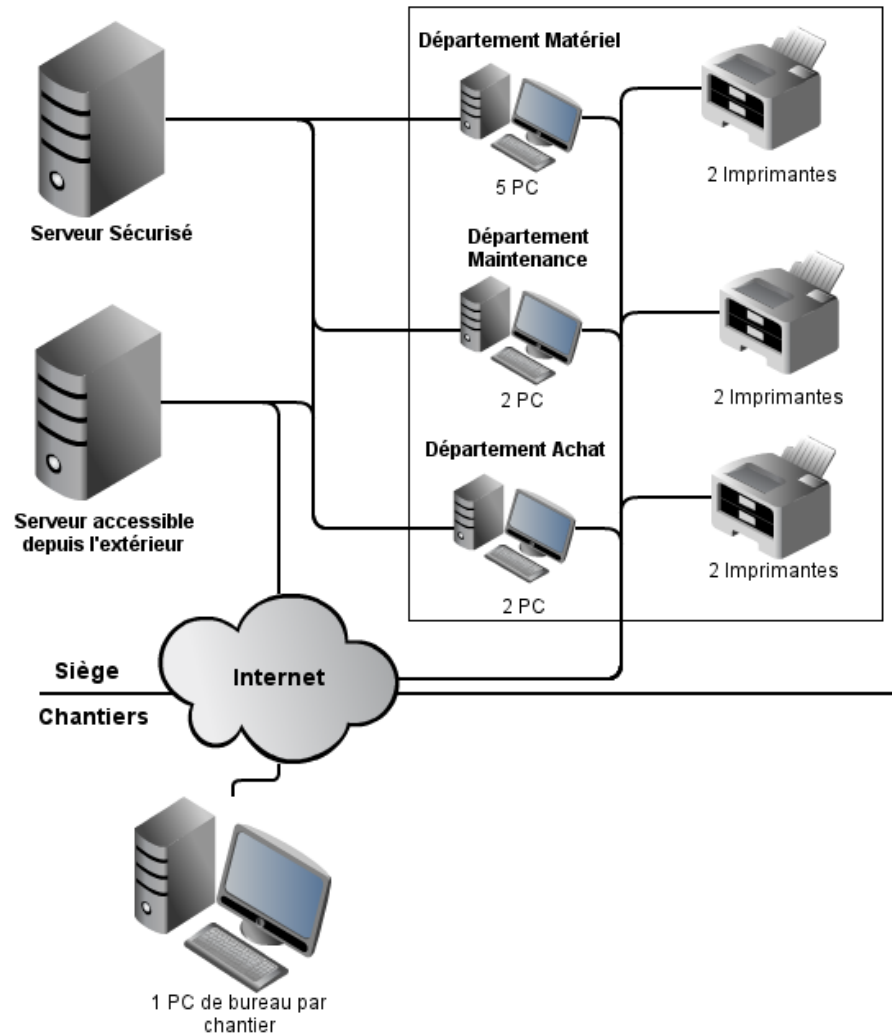 Département Matériel
5 PC
2 Imprimantes
Serveur Sécurisé
Département
Maintenance
2 PC
2 Imprimantes
Département Achat
Serveur accessible
depuis l'extérieur
2 PC
2 Imprimantes
Siège
Internet
Chantiers
1 PC de bureau par
chantier